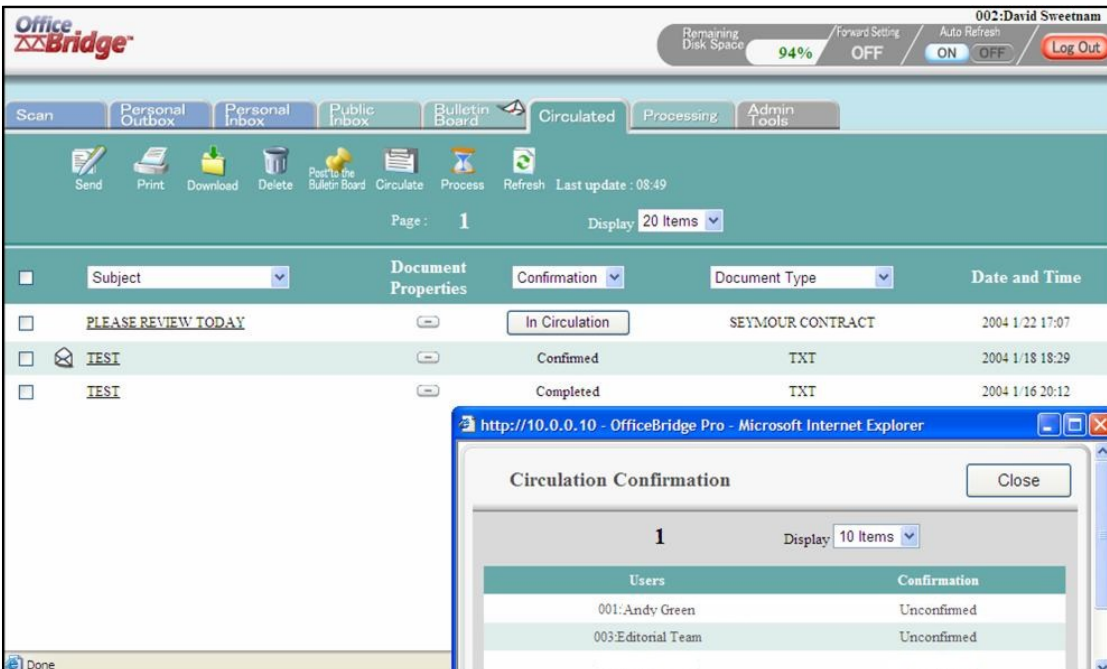 002:David Sweetnam
Office
Bridge
Remaining
Disk Space
94%
Forward Setting
OFF
Auto Refresh
ON OFF
Log Out
Scan
Personal
Outbox
Personal
Inbox
Public
Inbox
Bulletin
Board
Circulated
Processing
Admin
Tools
Send
Print
Download
Delete
Post to the
Bulletin Board
Circulate
Process
Refresh
Last update : 08:49
Page : 1
Display 20 Items
Subject
Document
Properties
Confirmation
Document Type
Date and Time
PLEASE REVIEW TODAY In Circulation SEYMOUR CONTRACT 2004 1/22 17:07
TEST Confirmed TXT 2004 1/18 18:29
TEST Completed TXT 2004 1/16 20:12
http://10.0.0.10 - OfficeBridge Pro - Microsoft Internet Explorer
Circulation Confirmation
Close
1
Display 10 Items
Users Confirmation
001:Andy Green Unconfirmed
003:Editorial Team Unconfirmed
Done